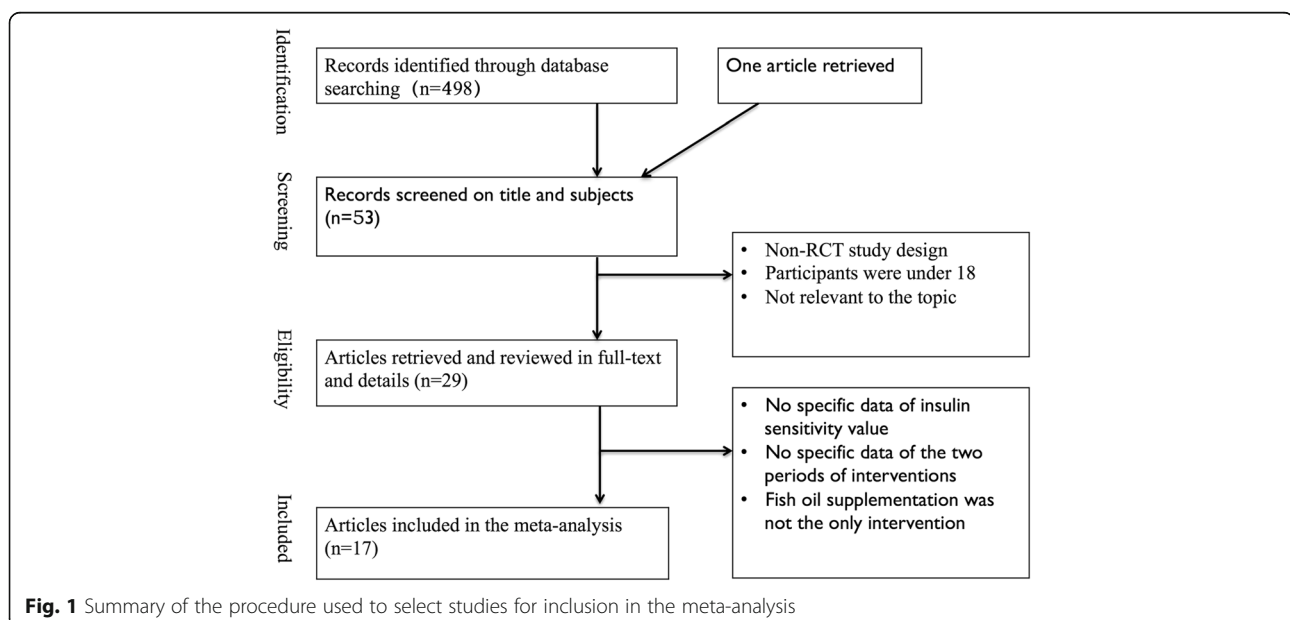 Identification
Records identified through database
searching (n=498)
One article retrieved
Screening
Records screened on title and subjects
(n=53)
• Non-RCT study design
• Participants were under 18
• Not relevant to the topic
Eligibility
Articles retrieved and reviewed in full-text
and details (n=29)
• No specific data of insulin
sensitivity value
• No specific data of the two
periods of interventions
• Fish oil supplementation was
not the only intervention
Included
Articles included in the meta-analysis
(n=17)
Fig. 1 Summary of the procedure used to select studies for inclusion in the meta-analysis